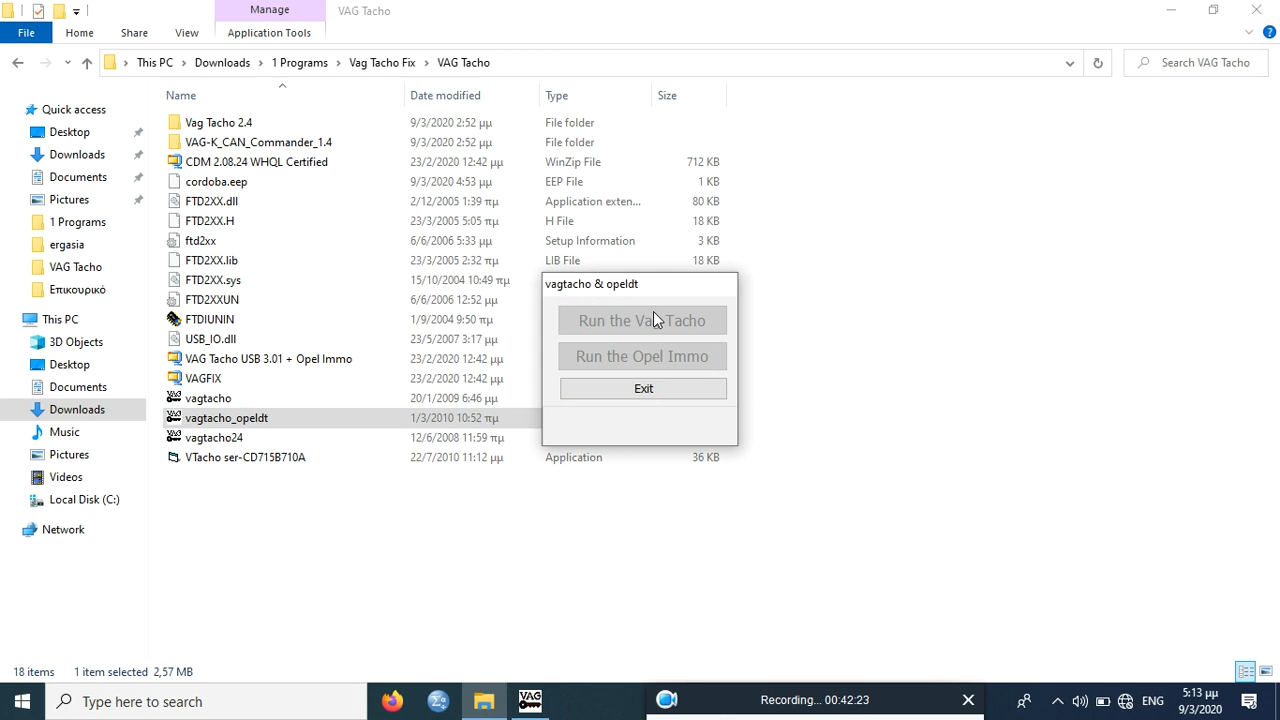 Manage
VAG Tacho
File
Home
Share
View
Application Tools
This PC
Downloads
1 Programs
Vag Tacho Fix
VAG Tacho
Search VAG Tacho
Name
Date modified
Type
Size
Quick access
Desktop
Downloads
Documents
Pictures
1 Programs
ergasia
VAG Tacho
Επικουρικό
This PC
3D Objects
Desktop
Documents
Downloads
Music
Pictures
Videos
Local Disk (C:)
Network
Vag Tacho 2.4 9/3/2020 2:52 μμ File folder
VAG-K_CAN_Commander_1.4 9/3/2020 2:52 μμ File folder
CDM 2.08.24 WHQL Certified 23/2/2020 12:42 μμ WinZip File 712 KB
cordoba.eep 9/3/2020 4:53 μμ EEP File 1 KB
FTD2XX.dll 2/12/2005 1:39 πμ Application exten... 80 KB
FTD2XX.H 23/3/2005 5:05 πμ H File 18 KB
ftd2xx 6/6/2006 5:33 μμ Setup Information 3 KB
FTD2XX.lib 23/3/2005 2:32 πμ LIB File 18 KB
FTD2XX.sys 15/10/2004 10:49 πμ
FTD2XXUN 6/6/2006 12:52 μμ
FTDIUNIN 1/9/2004 9:50 πμ
USB_IO.dll 23/5/2007 3:17 μμ
VAG Tacho USB 3.01 + Opel Immo 23/2/2020 12:42 μμ
VAGFIX 23/2/2020 12:42 μμ
vagtacho 20/1/2009 6:46 μμ
vagtacho_opeldt 1/3/2010 10:52 πμ
vagtacho24 12/6/2008 11:59 πμ
VTacho ser-CD715B710A 22/7/2010 11:12 μμ Application 36 KB
vagtacho & opeldt
Run the Vag Tacho
Run the Opel Immo
Exit
18 items 1 item selected 2,57 MB
Type here to search
VAG
Recording... 00:42:23
ENG
5:13 μμ
9/3/2020